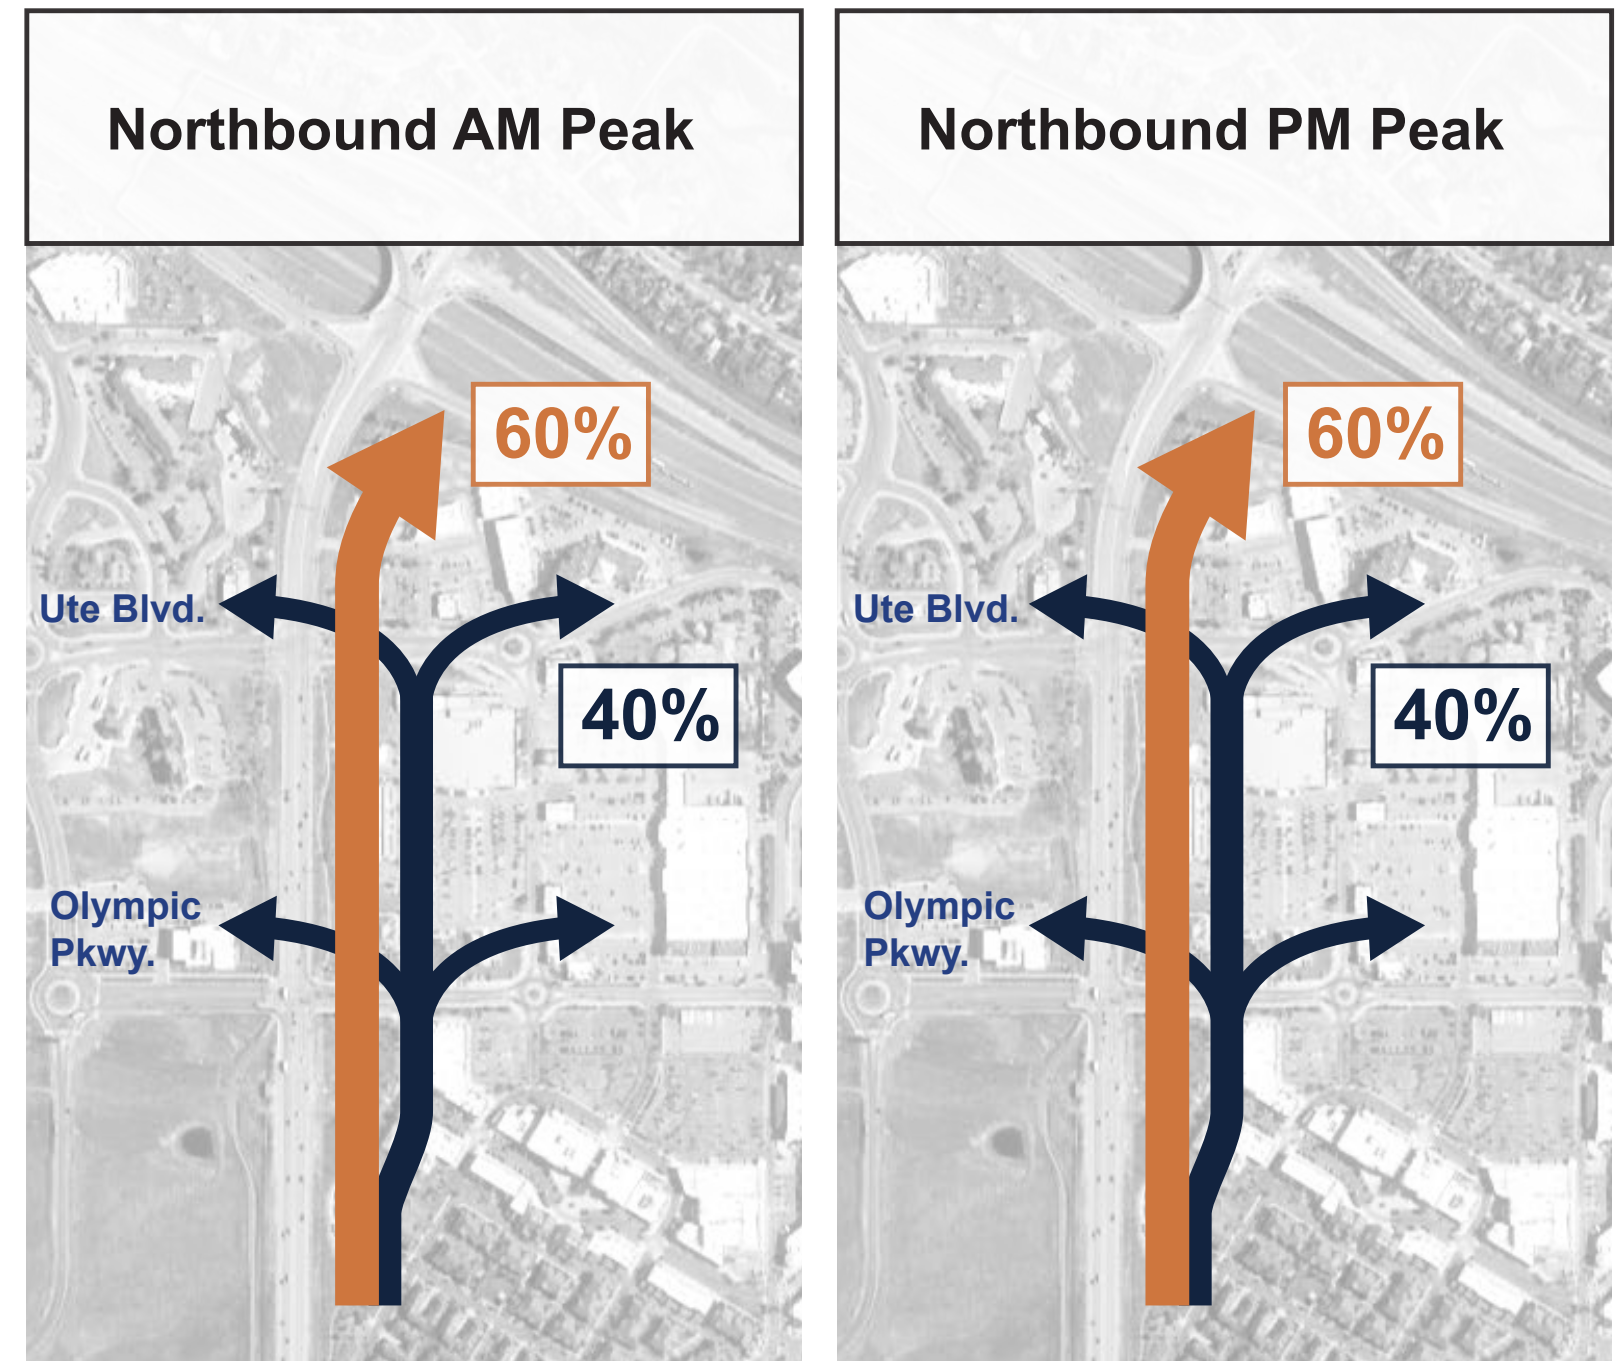 Northbound AM Peak
60%
Ute Blvd.
40%
Olympic
Pkwy.
Northbound PM Peak
60%
Ute Blvd.
40%
Olympic
Pkwy.